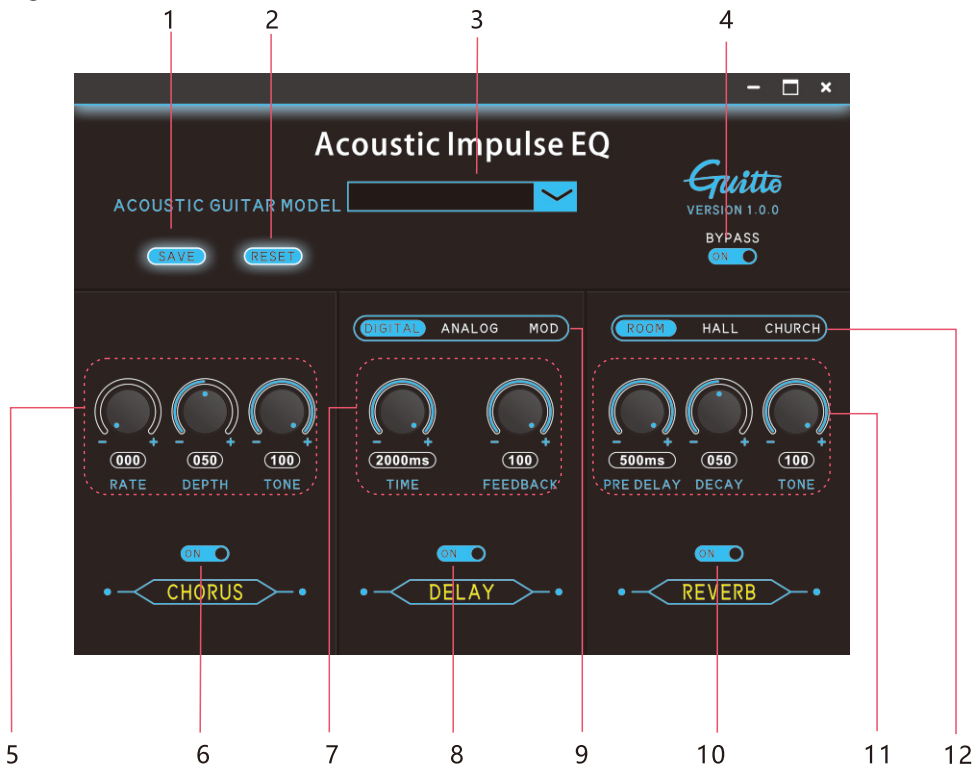 1 2 3 4
Acoustic Impulse EQ
Guitto
VERSION 1.0.0
ACOUSTIC GUITAR MODEL
BYPASS
SAVE RESET ON
DIGITAL ANALOG MOD ROOM HALL CHURCH
- + - + - + - + - + - + - + - +
000 050 100 2000ms 100 500ms 050 100
RATE DEPTH TONE TIME FEEDBACK PRE DELAY DECAY TONE
ON ON ON
CHORUS DELAY REVERB
5 6 7 8 9 10 11 12